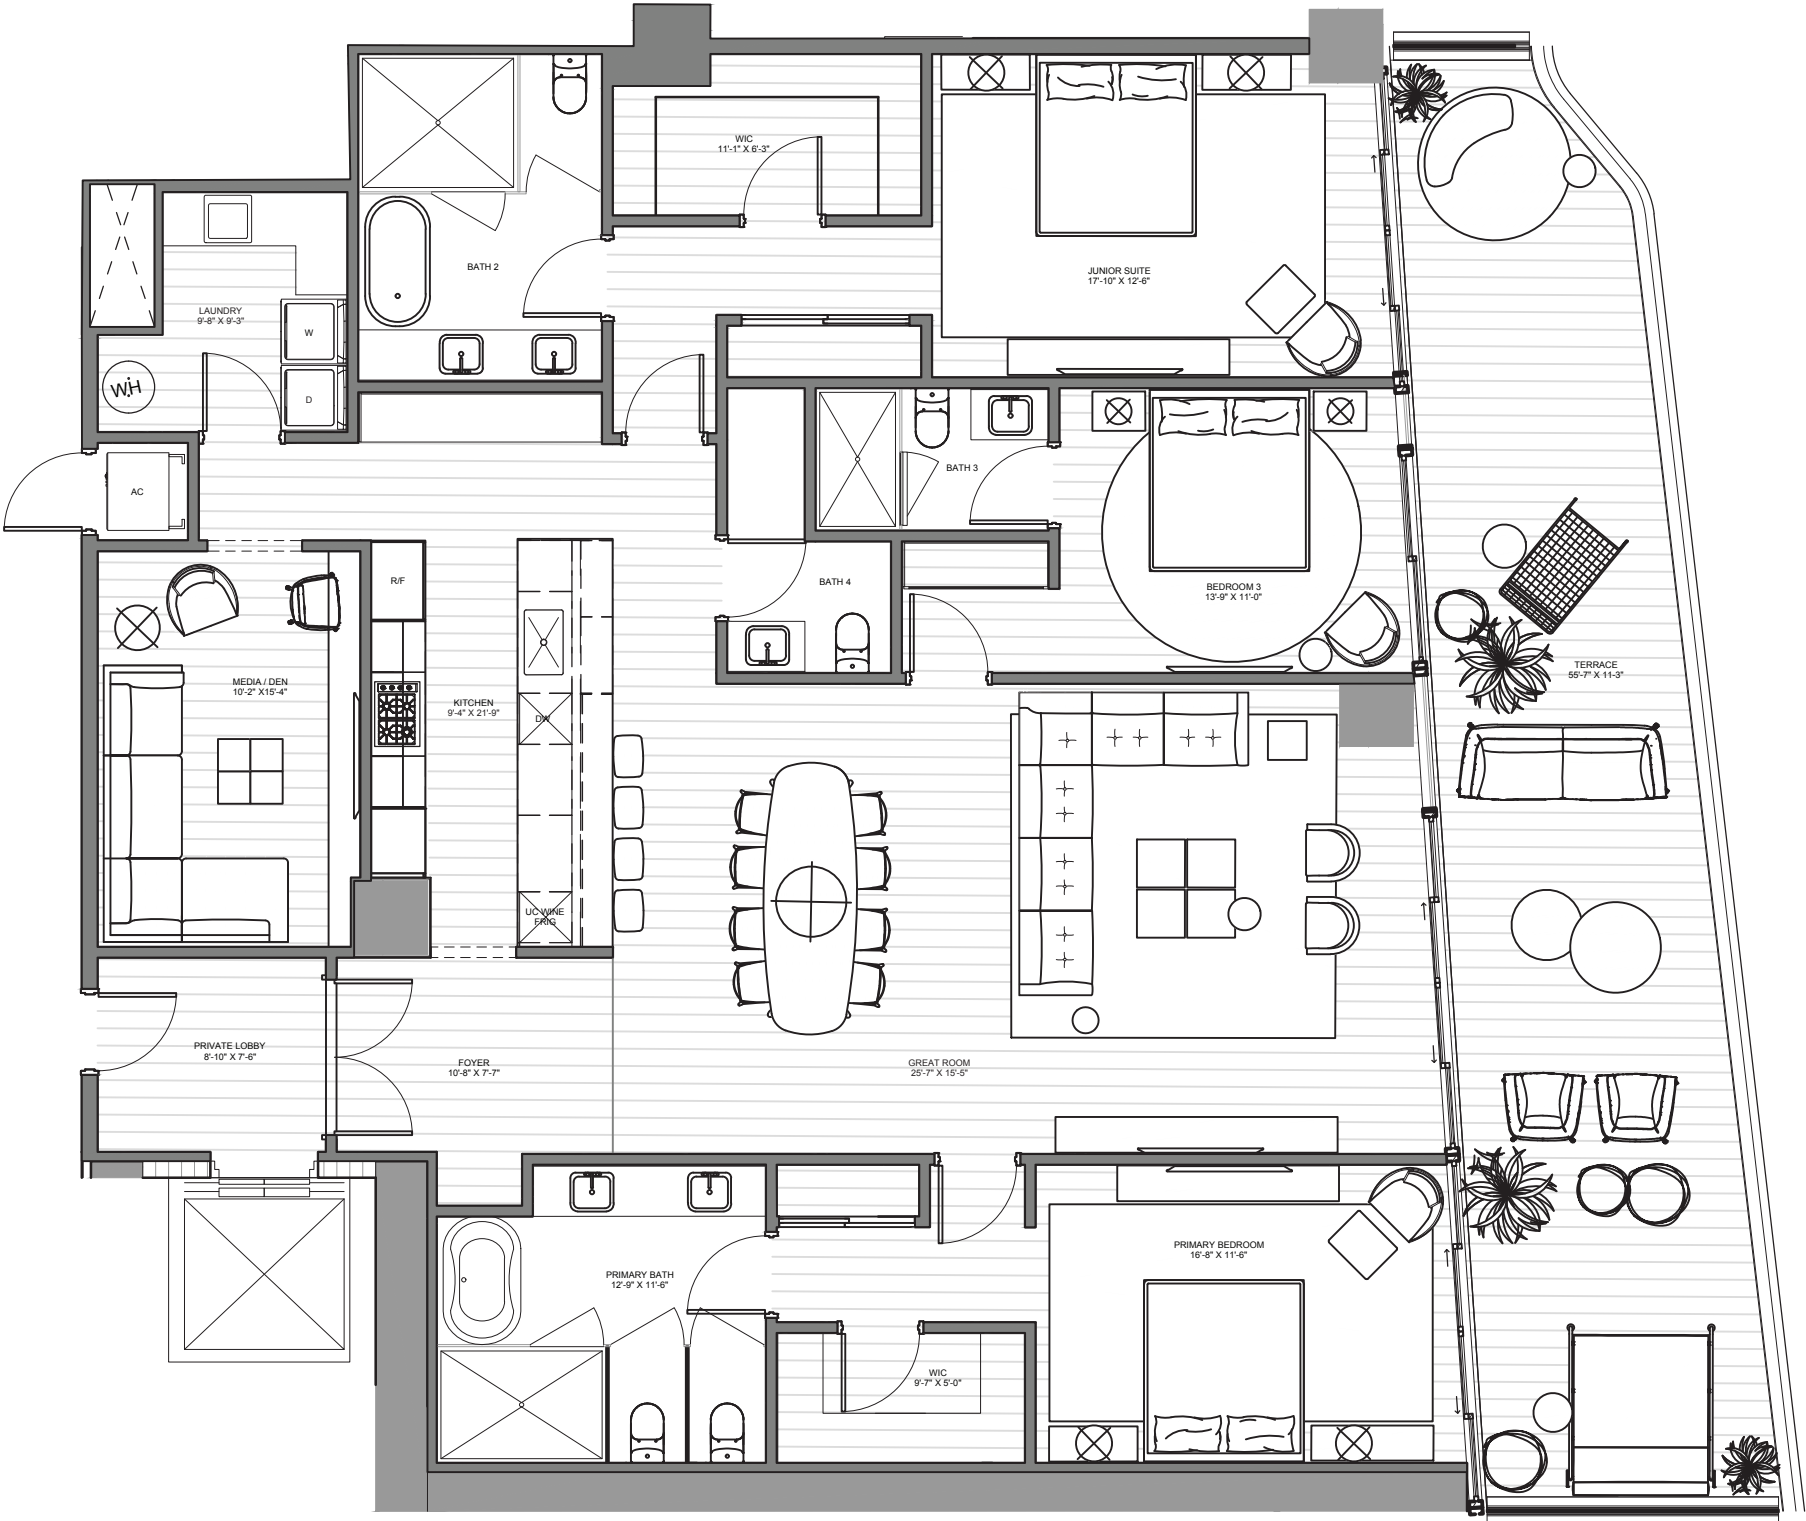 WIC
11'-1" X 6'-3"
BATH 2
JUNIOR SUITE
17'-10" X 12'-6"
LAUNDRY
9'-8" X 9'-3"
W
D
W.H
AC
BATH 3
BEDROOM 3
13'-9" X 11'-0"
R/F
BATH 4
MEDIA / DEN
10'-2" X15'-4"
KITCHEN
9'-4" X 21'-9"
DW
TERRACE
55'-7" X 11-3"
UC WINE
FRIG
PRIVATE LOBBY
8'-10" X 7'-6"
FOYER
10'-8" X 7'-7"
GREAT ROOM
25'-7" X 15'-5"
PRIMARY BATH
12'-9" X 11'-6"
PRIMARY BEDROOM
16'-8" X 11'-6"
WIC
9'-7" X 5'-0"